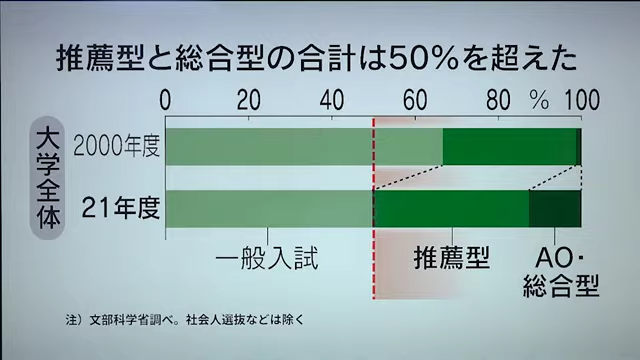 推薦型と総合型の合計は50%を超えた
0 20 40 60 80 % 100
大学全体
2000年度
21年度
一般入試
推薦型
AO・
総合型
注）文部科学省調べ。社会人選抜などは除く